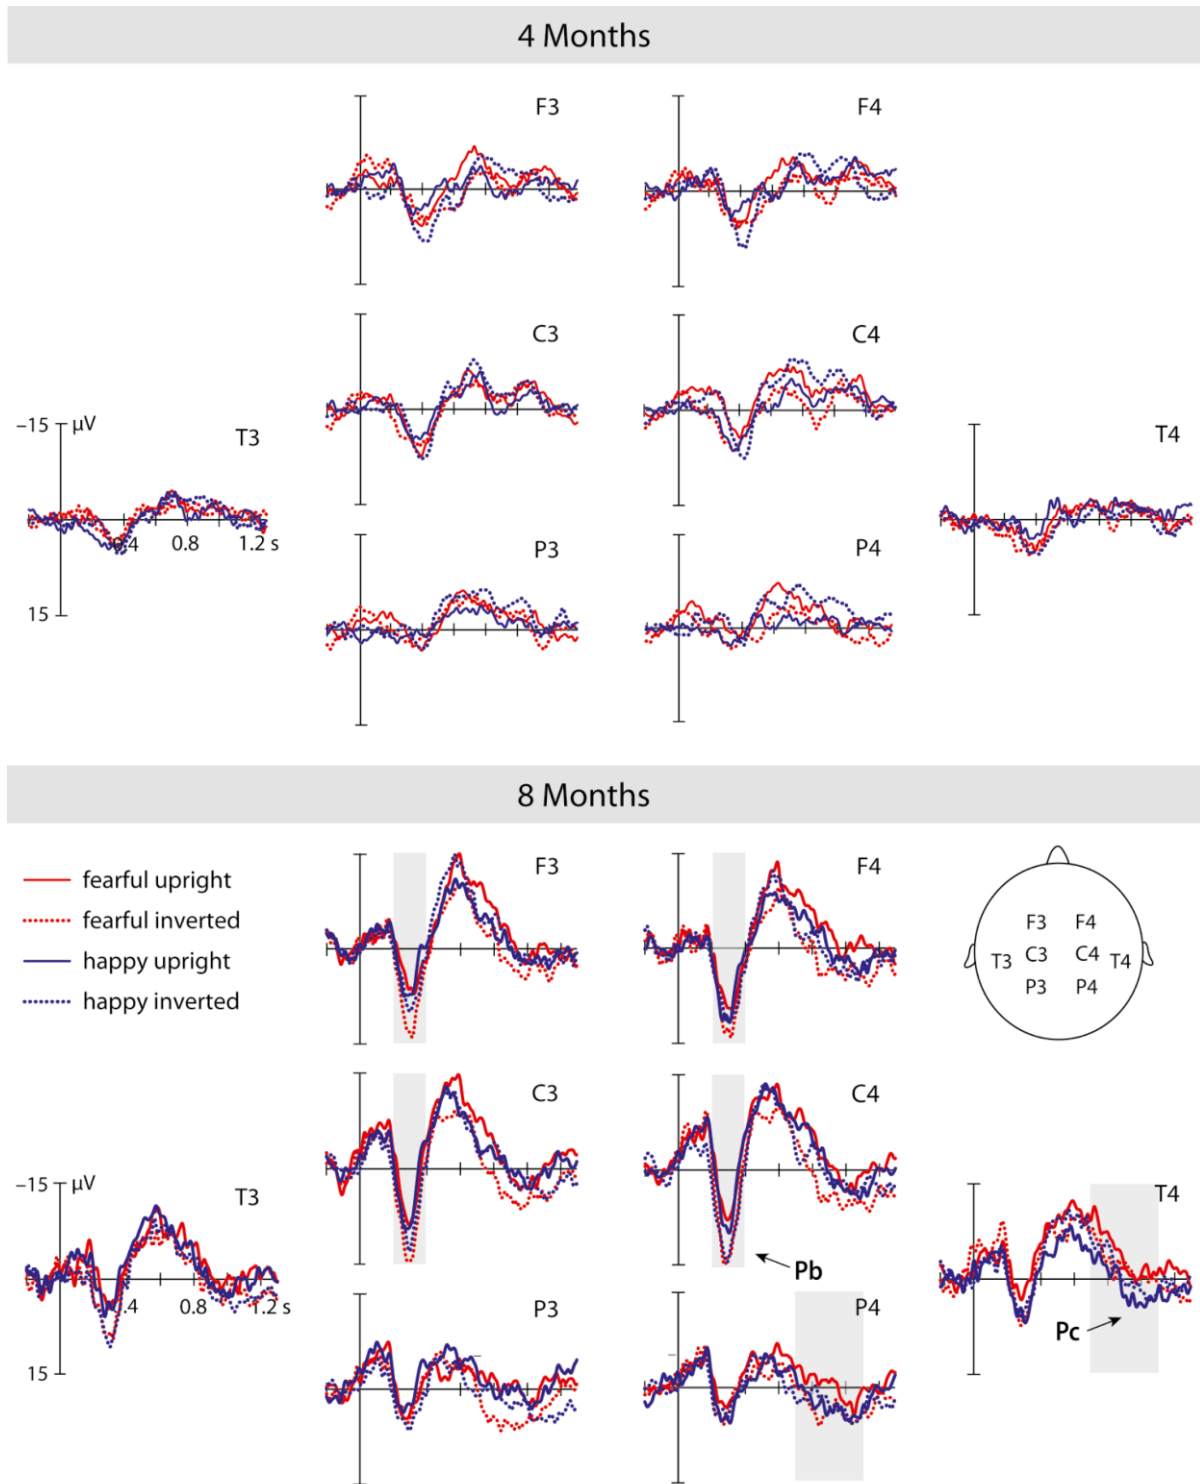 4 Months
F3
F4
C3
C4
−15 µV
T3
T4
0.4 0.8 1.2 s
P3
P4
15
8 Months
fearful upright
fearful inverted
happy upright
happy inverted
F3
F4
F3 F4
T3 C3 C4 T4
P3 P4
C3
C4
−15 µV
T3
T4
Pb
0.8 1.2 s
P3
P4
Pc
15